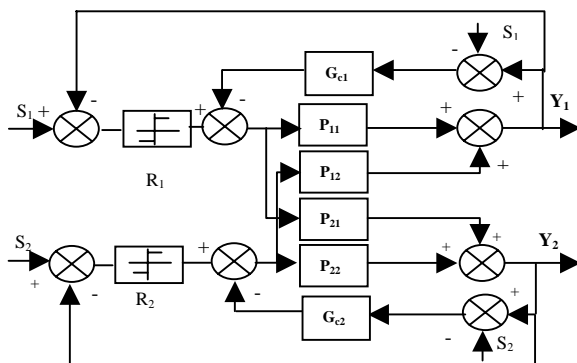 S1
-
Gc1
-
S1 +
-
+
-
+
+
Y1
P11
+
R1
P12
+
S2
P21
+
Y2
+
+
P22
+
-
R2
-
Gc2
+
-
S2